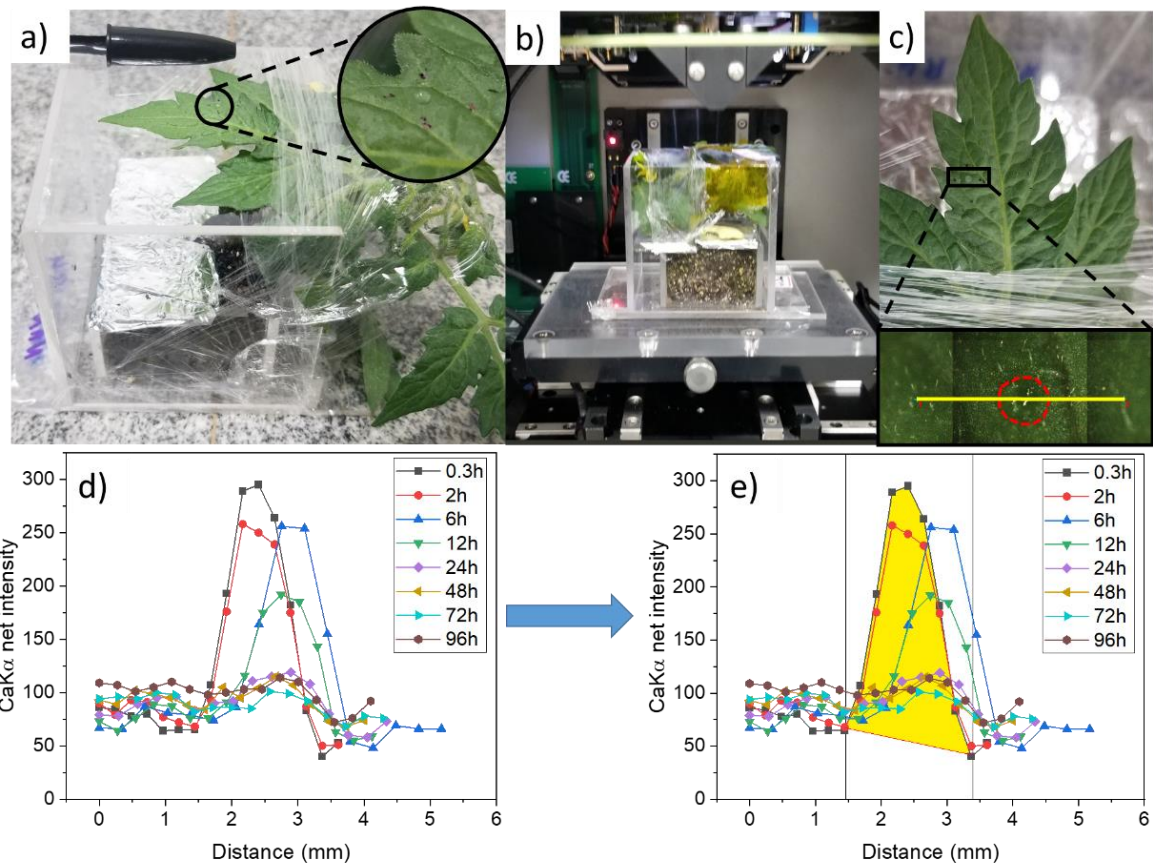 a)
b)
c)
d)
300
250
200
150
100
50
0
CaKα net intensity
0 1 2 3 4 5 6
Distance (mm)
0.3h
2h
6h
12h
24h
48h
72h
96h
e)
300
250
200
150
100
50
0
CaKα net intensity
0 1 2 3 4 5 6
Distance (mm)
0.3h
2h
6h
12h
24h
48h
72h
96h